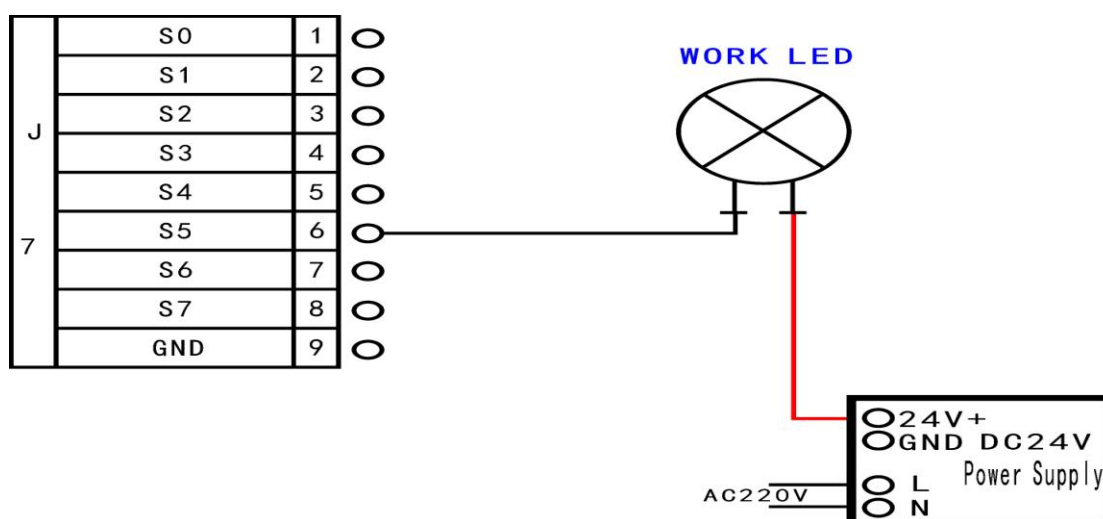 S0 1
WORK LED
S1 2
S2 3
J
S3 4
S4 5
S5 6
7
S6 7
S7 8
GND 9
24V+
GND DC24V
Power Supply
L
AC220V
N